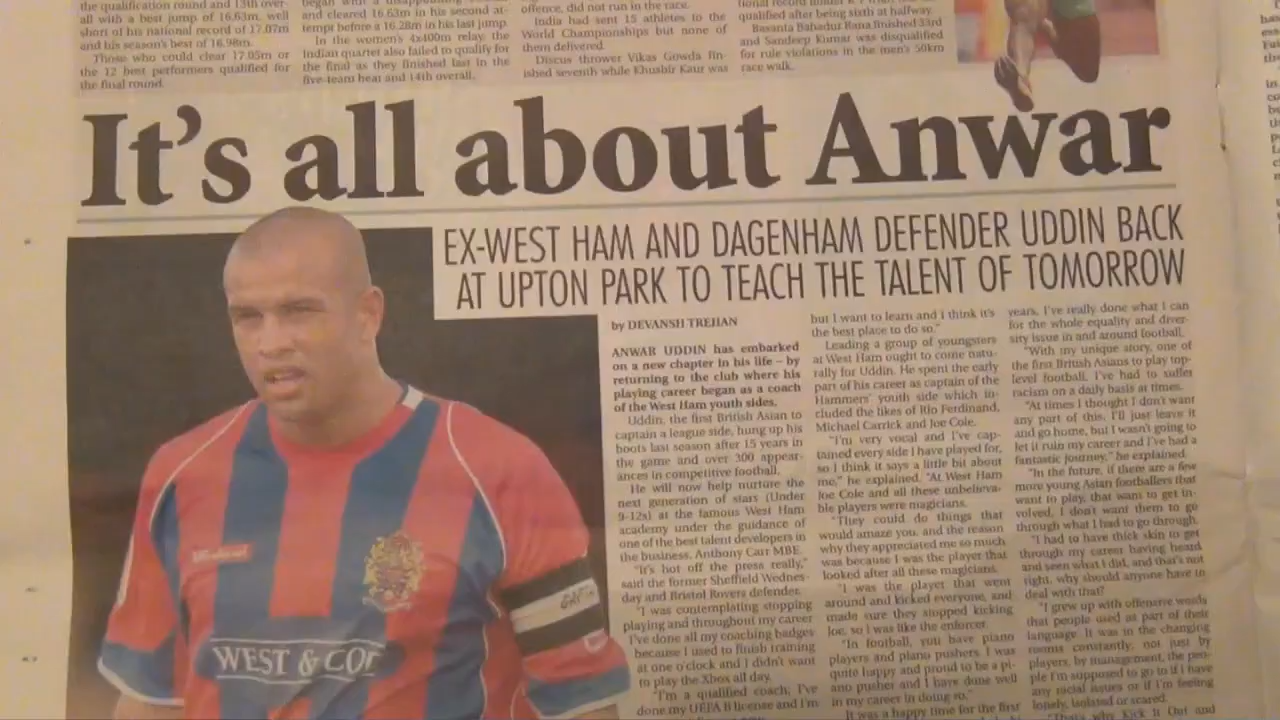 the qualification round and 13th over-
all with a best jump of 16.63m, well
short of his national record of 17.07m
and his season's best of 16.98m.
Those who could clear 17.05m or
the 12 best performers qualified for
the final round.
and cleared 16.63m in his second at-
tempt before a 16.28m in his last jump.
In the women's 4x400m relay, the
Indian quartet also failed to qualify for
the final as they finished last in the
five-team heat and 14th overall.
offence, did not run in the race.
India had sent 15 athletes to the
World Championships but none of
them delivered.
Discus thrower Vikas Gowda fin-
ished seventh while Khushbir Kaur was
qualified after being sixth at halfway.
Basanta Bahadur Rana finished 33rd
and Sandeep Kumar was disqualified
for rule violations in the men's 50km
race walk.
It's all about Anwar
EX-WEST HAM AND DAGENHAM DEFENDER UDDIN BACK
AT UPTON PARK TO TEACH THE TALENT OF TOMORROW
by DEVANSH TREHAN
ANWAR UDDIN has embarked
on a new chapter in his life – by
returning to the club where his
playing career began as a coach
of the West Ham youth sides.
Uddin, the first British Asian to
captain a league side, hung up his
boots last season after 15 years in
the game and over 300 appear-
ances in competitive football.
He will now help nurture the
next generation of stars (Under
9-12s) at the famous West Ham
academy under the guidance of
one of the best talent developers in
the business, Anthony Carr MBE.
"It's hot off the press really,"
said the former Sheffield Wednes-
day and Bristol Rovers defender.
"I was contemplating stopping
playing and throughout my career
I've done all my coaching badges
because I used to finish training
at one o'clock and I didn't want
to play the Xbox all day.
"I'm a qualified coach, I've
done my UEFA B license and I'm
but I want to learn and i think it's
the best place to do so."
Leading a group of youngsters
at West Ham ought to come natu-
rally for Uddin. He spent the early
part of his career as captain of the
Hammers' youth side which in-
cluded the likes of Rio Ferdinand,
Michael Carrick and Joe Cole.
"I'm very vocal and I've cap-
tained every side I have played for,
so I think it says a little bit about
me," he explained. "At West Ham
Joe Cole and all these unbelieva-
ble players were magicians.
"They could do things that
would amaze you, and the reason
why they appreciated me so much
was because I was the player that
looked after all these magicians.
"I was the player that went
around and kicked everyone, and
made sure they stopped kicking
Joe, so I was like the enforcer.
"In football, you have piano
players and piano pushers. I was
quite happy and proud to be a pi-
ano pusher and I have done well
in my career in doing so."
It was a happy time for the first
years, I've really done what I can
for the whole equality and diver-
sity issue in and around football.
"With my unique story, one of
the first British Asians to play top-
level football, I've had to suffer
racism on a daily basis at times.
"At times I thought I don't want
any part of this, I'll just leave it
and go home, but I wasn't going to
let it ruin my career and I've had a
fantastic journey," he explained.
"In the future, if there are a few
more young Asian footballers that
want to play, that want to get in-
volved, I don't want them to go
through what I had to go through.
"I had to have thick skin to get
through my career having heard
and seen what I did, and that's not
right, why should anyone have to
deal with that?
"I grew up with offensive words
that people used as part of their
language. It was in the changing
rooms constantly, not just by
players, by management, the peo-
ple I'm supposed to go to if I have
any racial issues or if I'm feeling
lonely, isolated or scared.
"Thats why Kick It Out and
WEST & COE